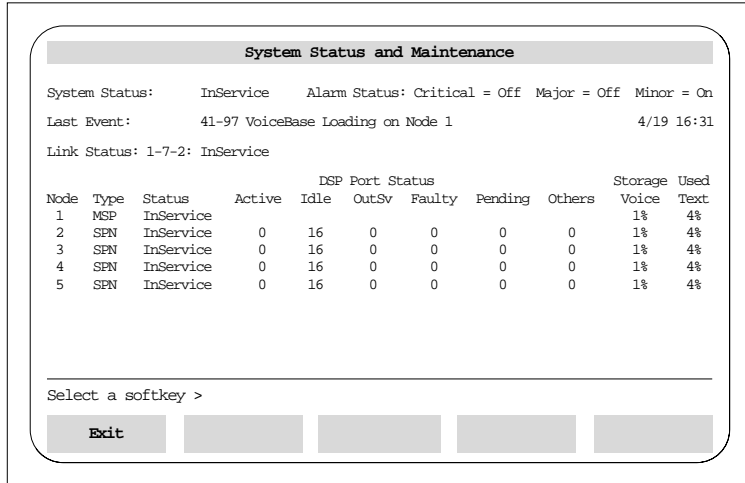 System Status and Maintenance
System Status: InService Alarm Status: Critical = Off Major = Off Minor = On
Last Event: 41-97 VoiceBase Loading on Node 1 4/19 16:31
Link Status: 1-7-2: InService
DSP Port Status Storage Used
Node Type Status Active Idle OutSv Faulty Pending Others Voice Text
1 MSP InService 1% 4%
2 SPN InService 0 16 0 0 0 0 1% 4%
3 SPN InService 0 16 0 0 0 0 1% 4%
4 SPN InService 0 16 0 0 0 0 1% 4%
5 SPN InService 0 16 0 0 0 0 1% 4%
Select a softkey >
Exit